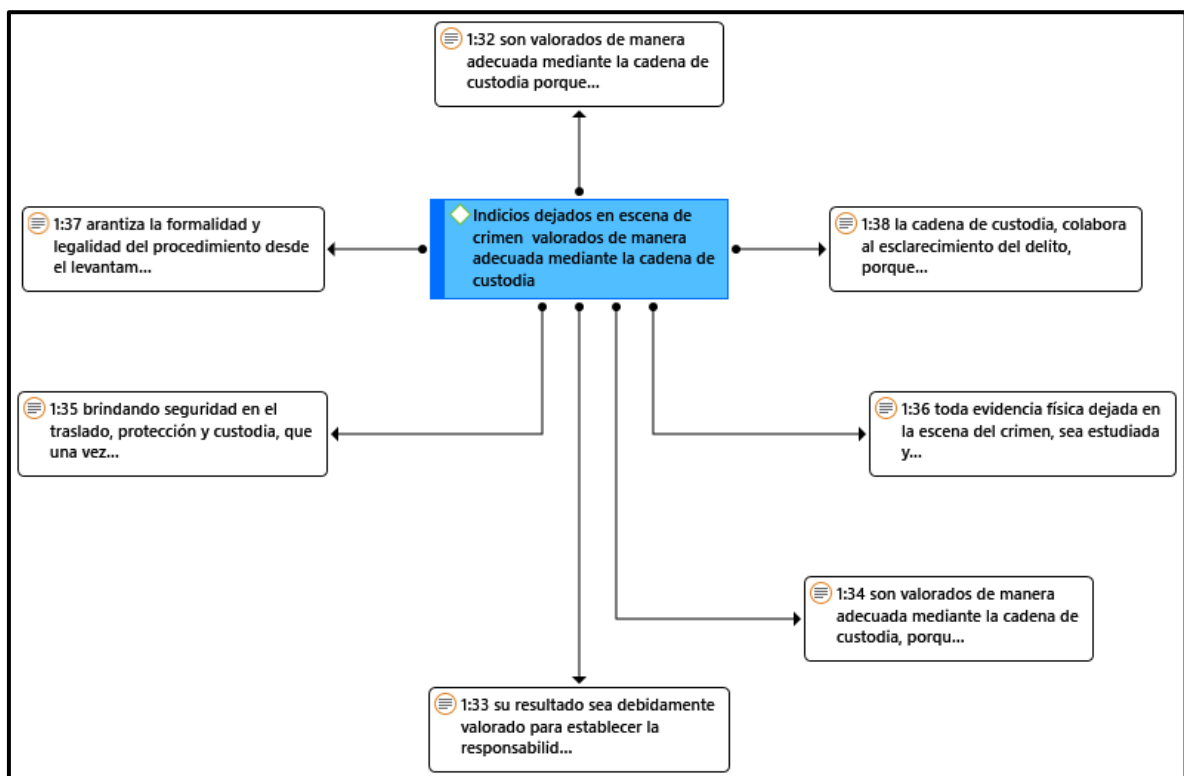 1:32 son valorados de manera
adecuada mediante la cadena de
custodia porque...
Indicios dejados en escena de
crimen valorados de manera
adecuada mediante la cadena de
custodia
1:37 arantiza la formalidad y
legalidad del procedimiento desde
el levantam...
1:38 la cadena de custodia, colabora
al esclarecimiento del delito,
porque...
1:35 brindando seguridad en el
traslado, protección y custodia, que
una vez...
1:36 toda evidencia física dejada en
la escena del crimen, sea estudiada
y...
1:34 son valorados de manera
adecuada mediante la cadena de
custodia, porqu...
1:33 su resultado sea debidamente
valorado para establecer la
responsabilid...